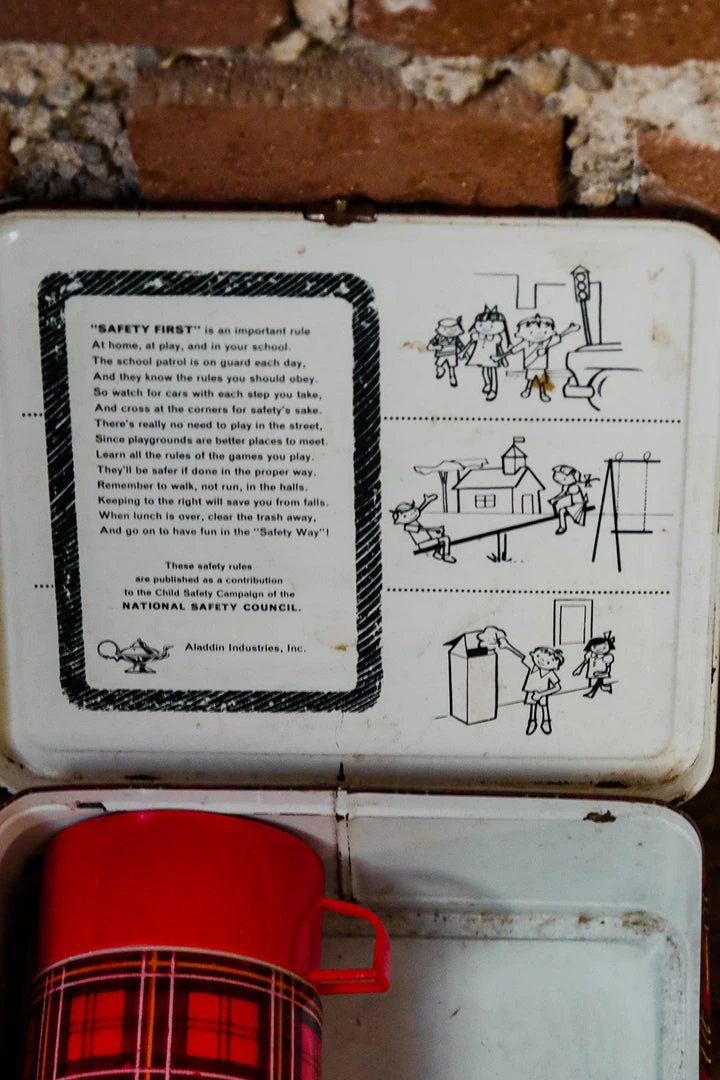 "SAFETY FIRST" is an important rule
At home, at play, and in your school.
The school patrol is on guard each day,
And they know the rules you should obey.
So watch for cars with each step you take,
And cross at the corners for safety's sake.
There's really no need to play in the street,
Since playgrounds are better places to meet.
Learn all the rules of the games you play.
They'll be safer if done in the proper way.
Remember to walk, not run, in the halls.
Keeping to the right will save you from falls.
When lunch is over, clear the trash away,
And go on to have fun in the "Safety Way"!
These safety rules
are published as a contribution
to the Child Safety Campaign of the
NATIONAL SAFETY COUNCIL.
Aladdin Industries, Inc.